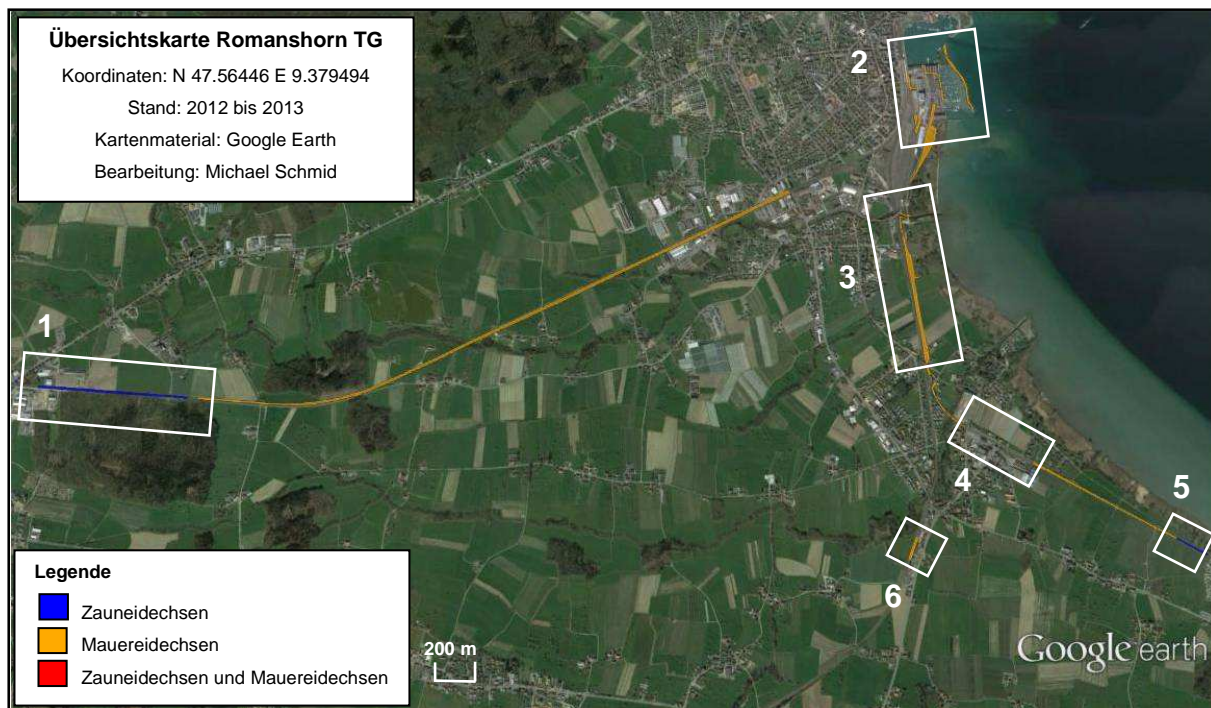 Übersichtskarte Romanshorn TG
Koordinaten: N 47.56446 E 9.379494
Stand: 2012 bis 2013
Kartenmaterial: Google Earth
Bearbeitung: Michael Schmid
2
3
1
4
5
6
Legende
Zauneidechsen
Mauereidechsen
Zauneidechsen und Mauereidechsen
200 m
Google earth